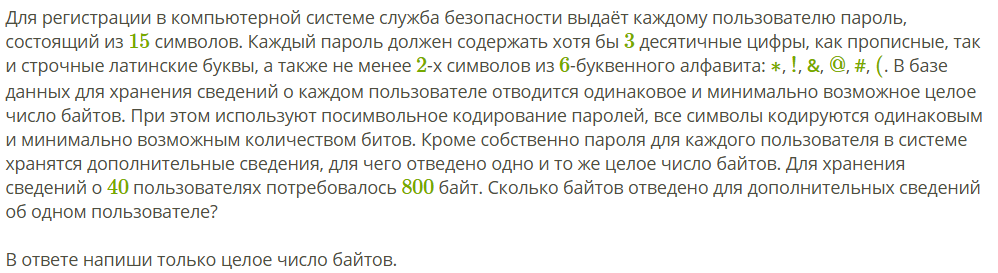 Для регистрации в компьютерной системе служба безопасности выдаёт каждому пользователю пароль,
состоящий из 15 символов. Каждый пароль должен содержать хотя бы 3 десятичные цифры, как прописные, так
и строчные латинские буквы, а также не менее 2-х символов из 6-буквенного алфавита: *, !, &, @, #, (. В базе
данных для хранения сведений о каждом пользователе отводится одинаковое и минимально возможное целое
число байтов. При этом используют посимвольное кодирование паролей, все символы кодируются одинаковым
и минимально возможным количеством битов. Кроме собственно пароля для каждого пользователя в системе
хранятся дополнительные сведения, для чего отведено одно и то же целое число байтов. Для хранения
сведений о 40 пользователях потребовалось 800 байт. Сколько байтов отведено для дополнительных сведений
об одном пользователе?
В ответе напиши только целое число байтов.